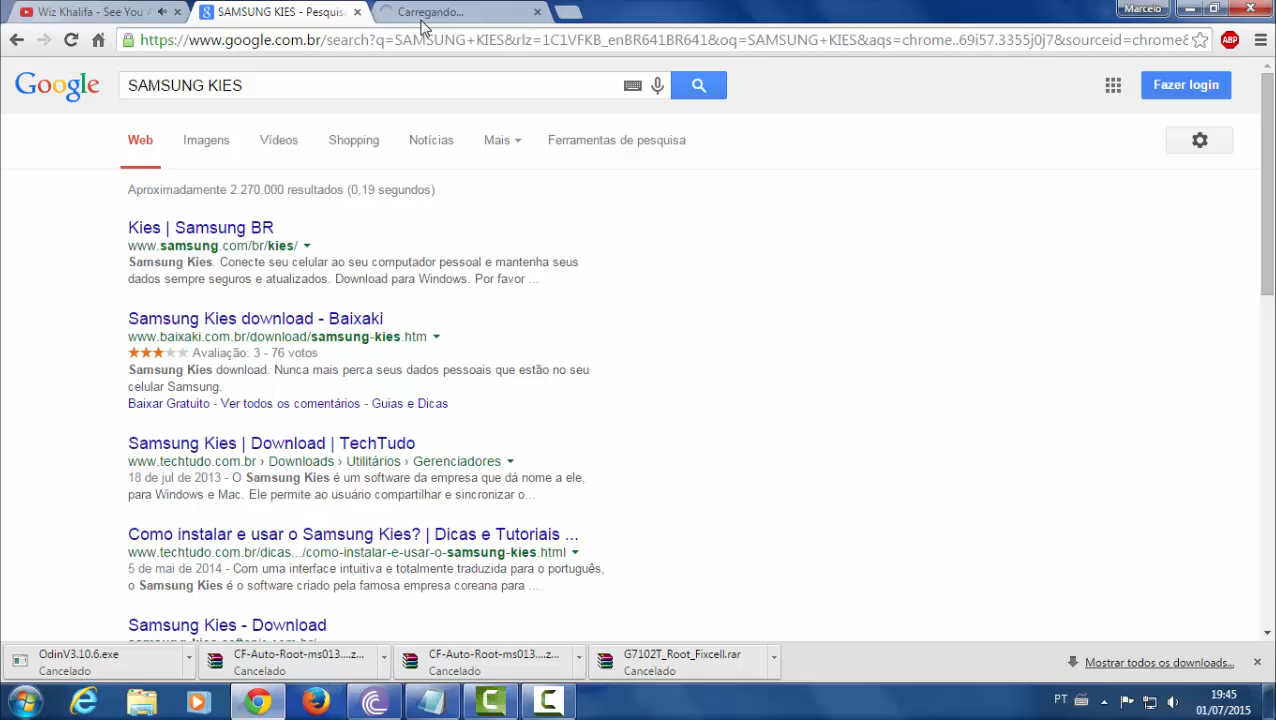 Wiz Khalifa - See You A
SAMSUNG KIES - Pesquis
Carregando...
Marcelo
https://www.google.com.br/search?q=SAMSUNG+KIES&rlz=1C1VFKB_enBR641BR641&oq=SAMSUNG+KIES&aqs=chrome..69i57.3355j0j7&sourceid=chrome&
ABP
Google
SAMSUNG KIES
Fazer login
Web Imagens Vídeos Shopping Notícias Mais Ferramentas de pesquisa
Aproximadamente 2.270.000 resultados (0,19 segundos)
Kies | Samsung BR
www.samsung.com/br/kies/
Samsung Kies. Conecte seu celular ao seu computador pessoal e mantenha seus
dados sempre seguros e atualizados. Download para Windows. Por favor ...
Samsung Kies download - Baixaki
www.baixaki.com.br/download/samsung-kies.htm
Avaliação: 3 - 76 votos
Samsung Kies download. Nunca mais perca seus dados pessoais que estão no seu
celular Samsung.
Baixar Gratuito - Ver todos os comentários - Guias e Dicas
Samsung Kies | Download | TechTudo
www.techtudo.com.br › Downloads › Utilitários › Gerenciadores
18 de jul de 2013 - O Samsung Kies é um software da empresa que dá nome a ele,
para Windows e Mac. Ele permite ao usuário compartilhar e sincronizar o...
Como instalar e usar o Samsung Kies? | Dicas e Tutoriais ...
www.techtudo.com.br/dicas.../como-instalar-e-usar-o-samsung-kies.html
5 de mai de 2014 - Com uma interface intuitiva e totalmente traduzida para o português,
o Samsung Kies é o software criado pela famosa empresa coreana para ...
Samsung Kies - Download
OdinV3.10.6.exe
Cancelado
CF-Auto-Root-ms013....z...
Cancelado
CF-Auto-Root-ms013....z...
Cancelado
G7102T_Root_Fixcell.rar
Cancelado
Mostrar todos os downloads...
PT
19:45
01/07/2015